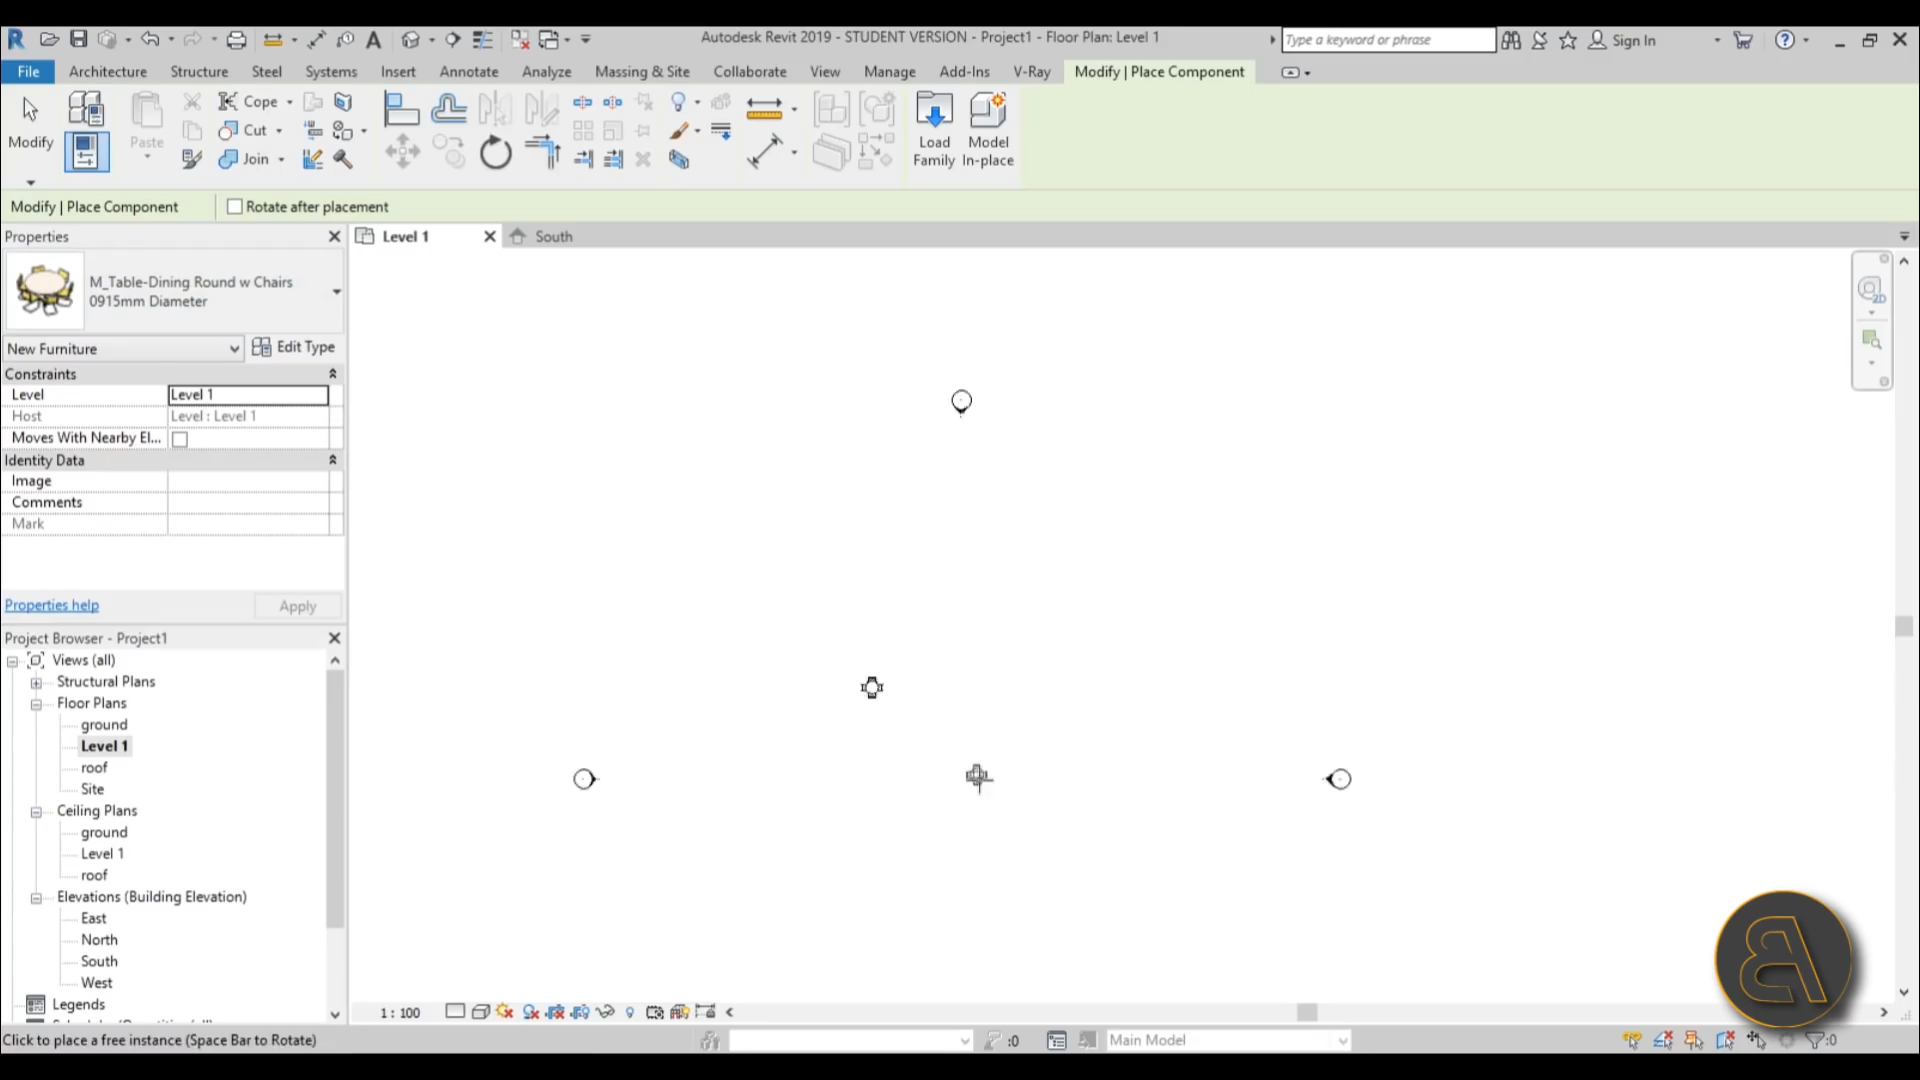 Autodesk Revit 2019 - STUDENT VERSION - Project1 - Floor Plan: Level 1
Type a keyword or phrase
Sign In
File Architecture Structure Steel Systems Insert Annotate Analyze Massing & Site Collaborate View Manage Add-Ins V-Ray Modify | Place Component
Modify
Paste
Cope
Cut
Join
Load Family
Model In-place
Modify | Place Component
Rotate after placement
Properties
Level 1
South
M_Table-Dining Round w Chairs
0915mm Diameter
New Furniture
Edit Type
Constraints
Level Level 1
Host Level : Level 1
Moves With Nearby El...
Identity Data
Image
Comments
Mark
Properties help
Apply
Project Browser - Project1
Views (all)
Structural Plans
Floor Plans
ground
Level 1
roof
Site
Ceiling Plans
ground
Level 1
roof
Elevations (Building Elevation)
East
North
South
West
Legends
2D
1 : 100
Click to place a free instance (Space Bar to Rotate)
:0
Main Model
:0